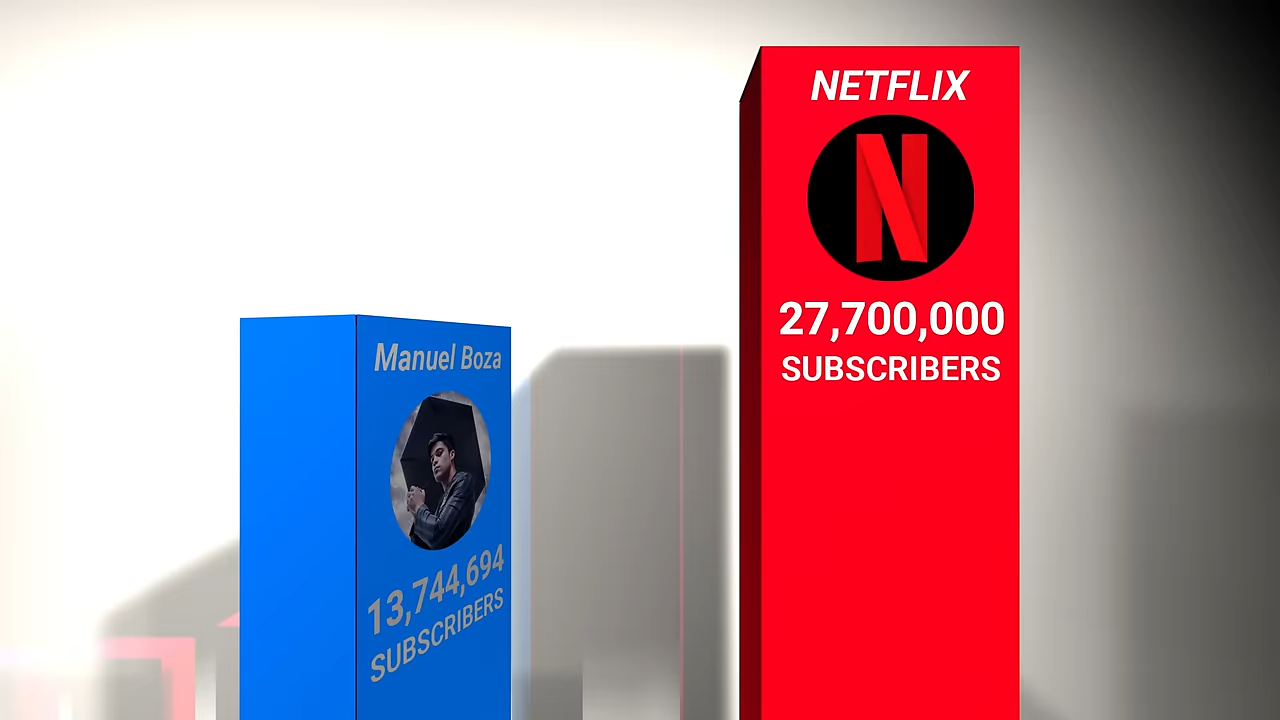 Manuel Boza
13,744,694
SUBSCRIBERS
NETFLIX
N
27,700,000
SUBSCRIBERS